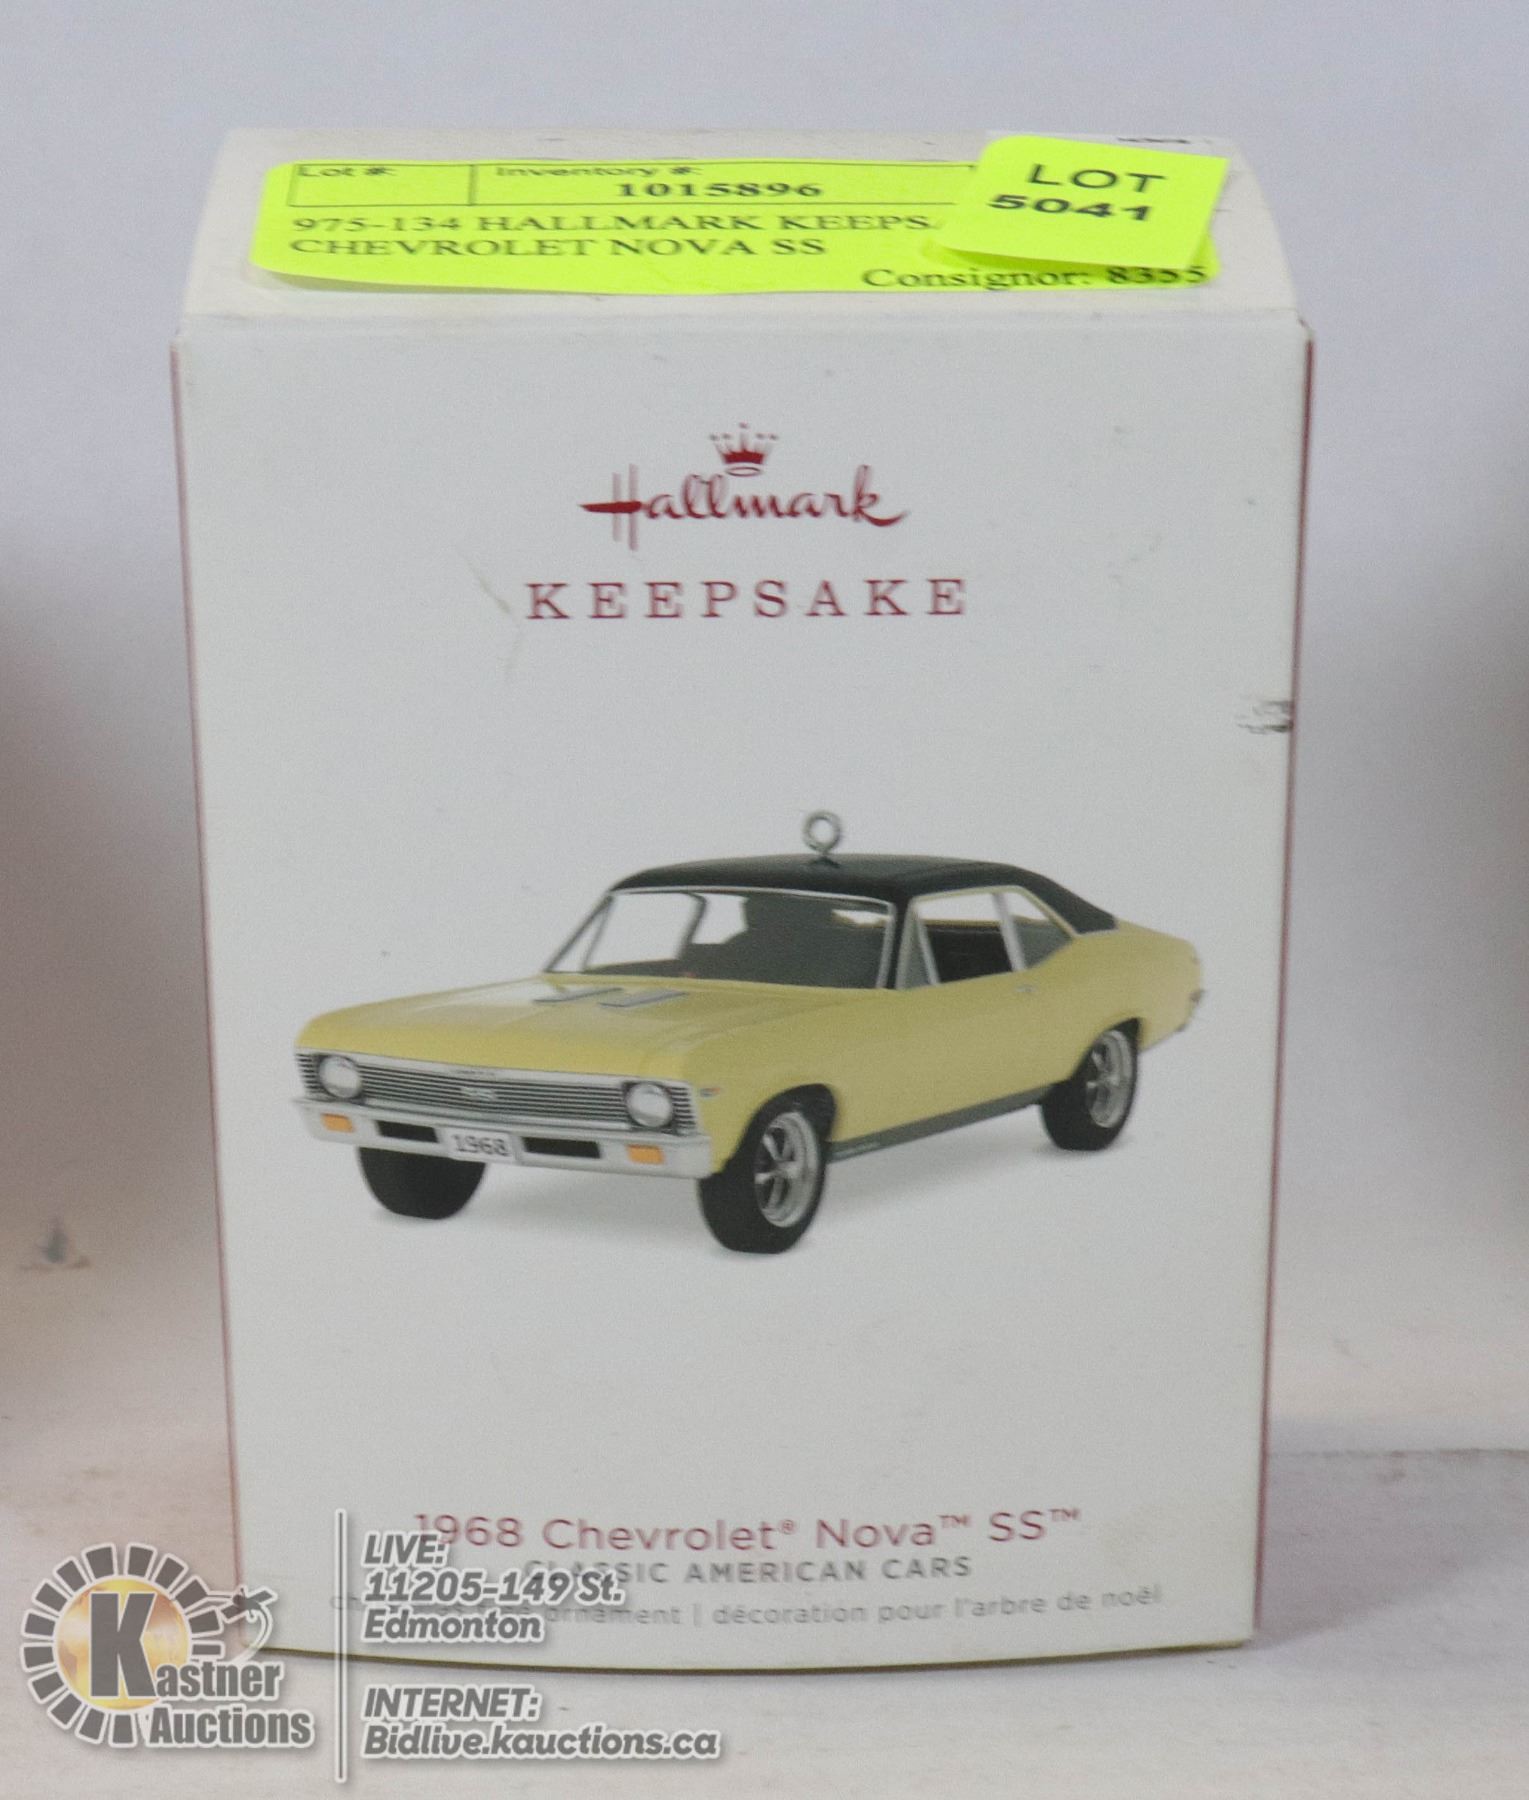 Lot #:
Inventory #:
1015896
LOT
5041
975-134 HALLMARK KEEPS
CHEVROLET NOVA SS
Consignor: 8355
Hallmark
KEEPSAKE
1968
1968 Chevrolet® Nova™ SS™
CLASSIC AMERICAN CARS
ornament | décoration pour l'arbre de noël
LIVE:
11205-149 St.
Edmonton
INTERNET:
Bidlive.kauctions.ca
Kastner
Auctions